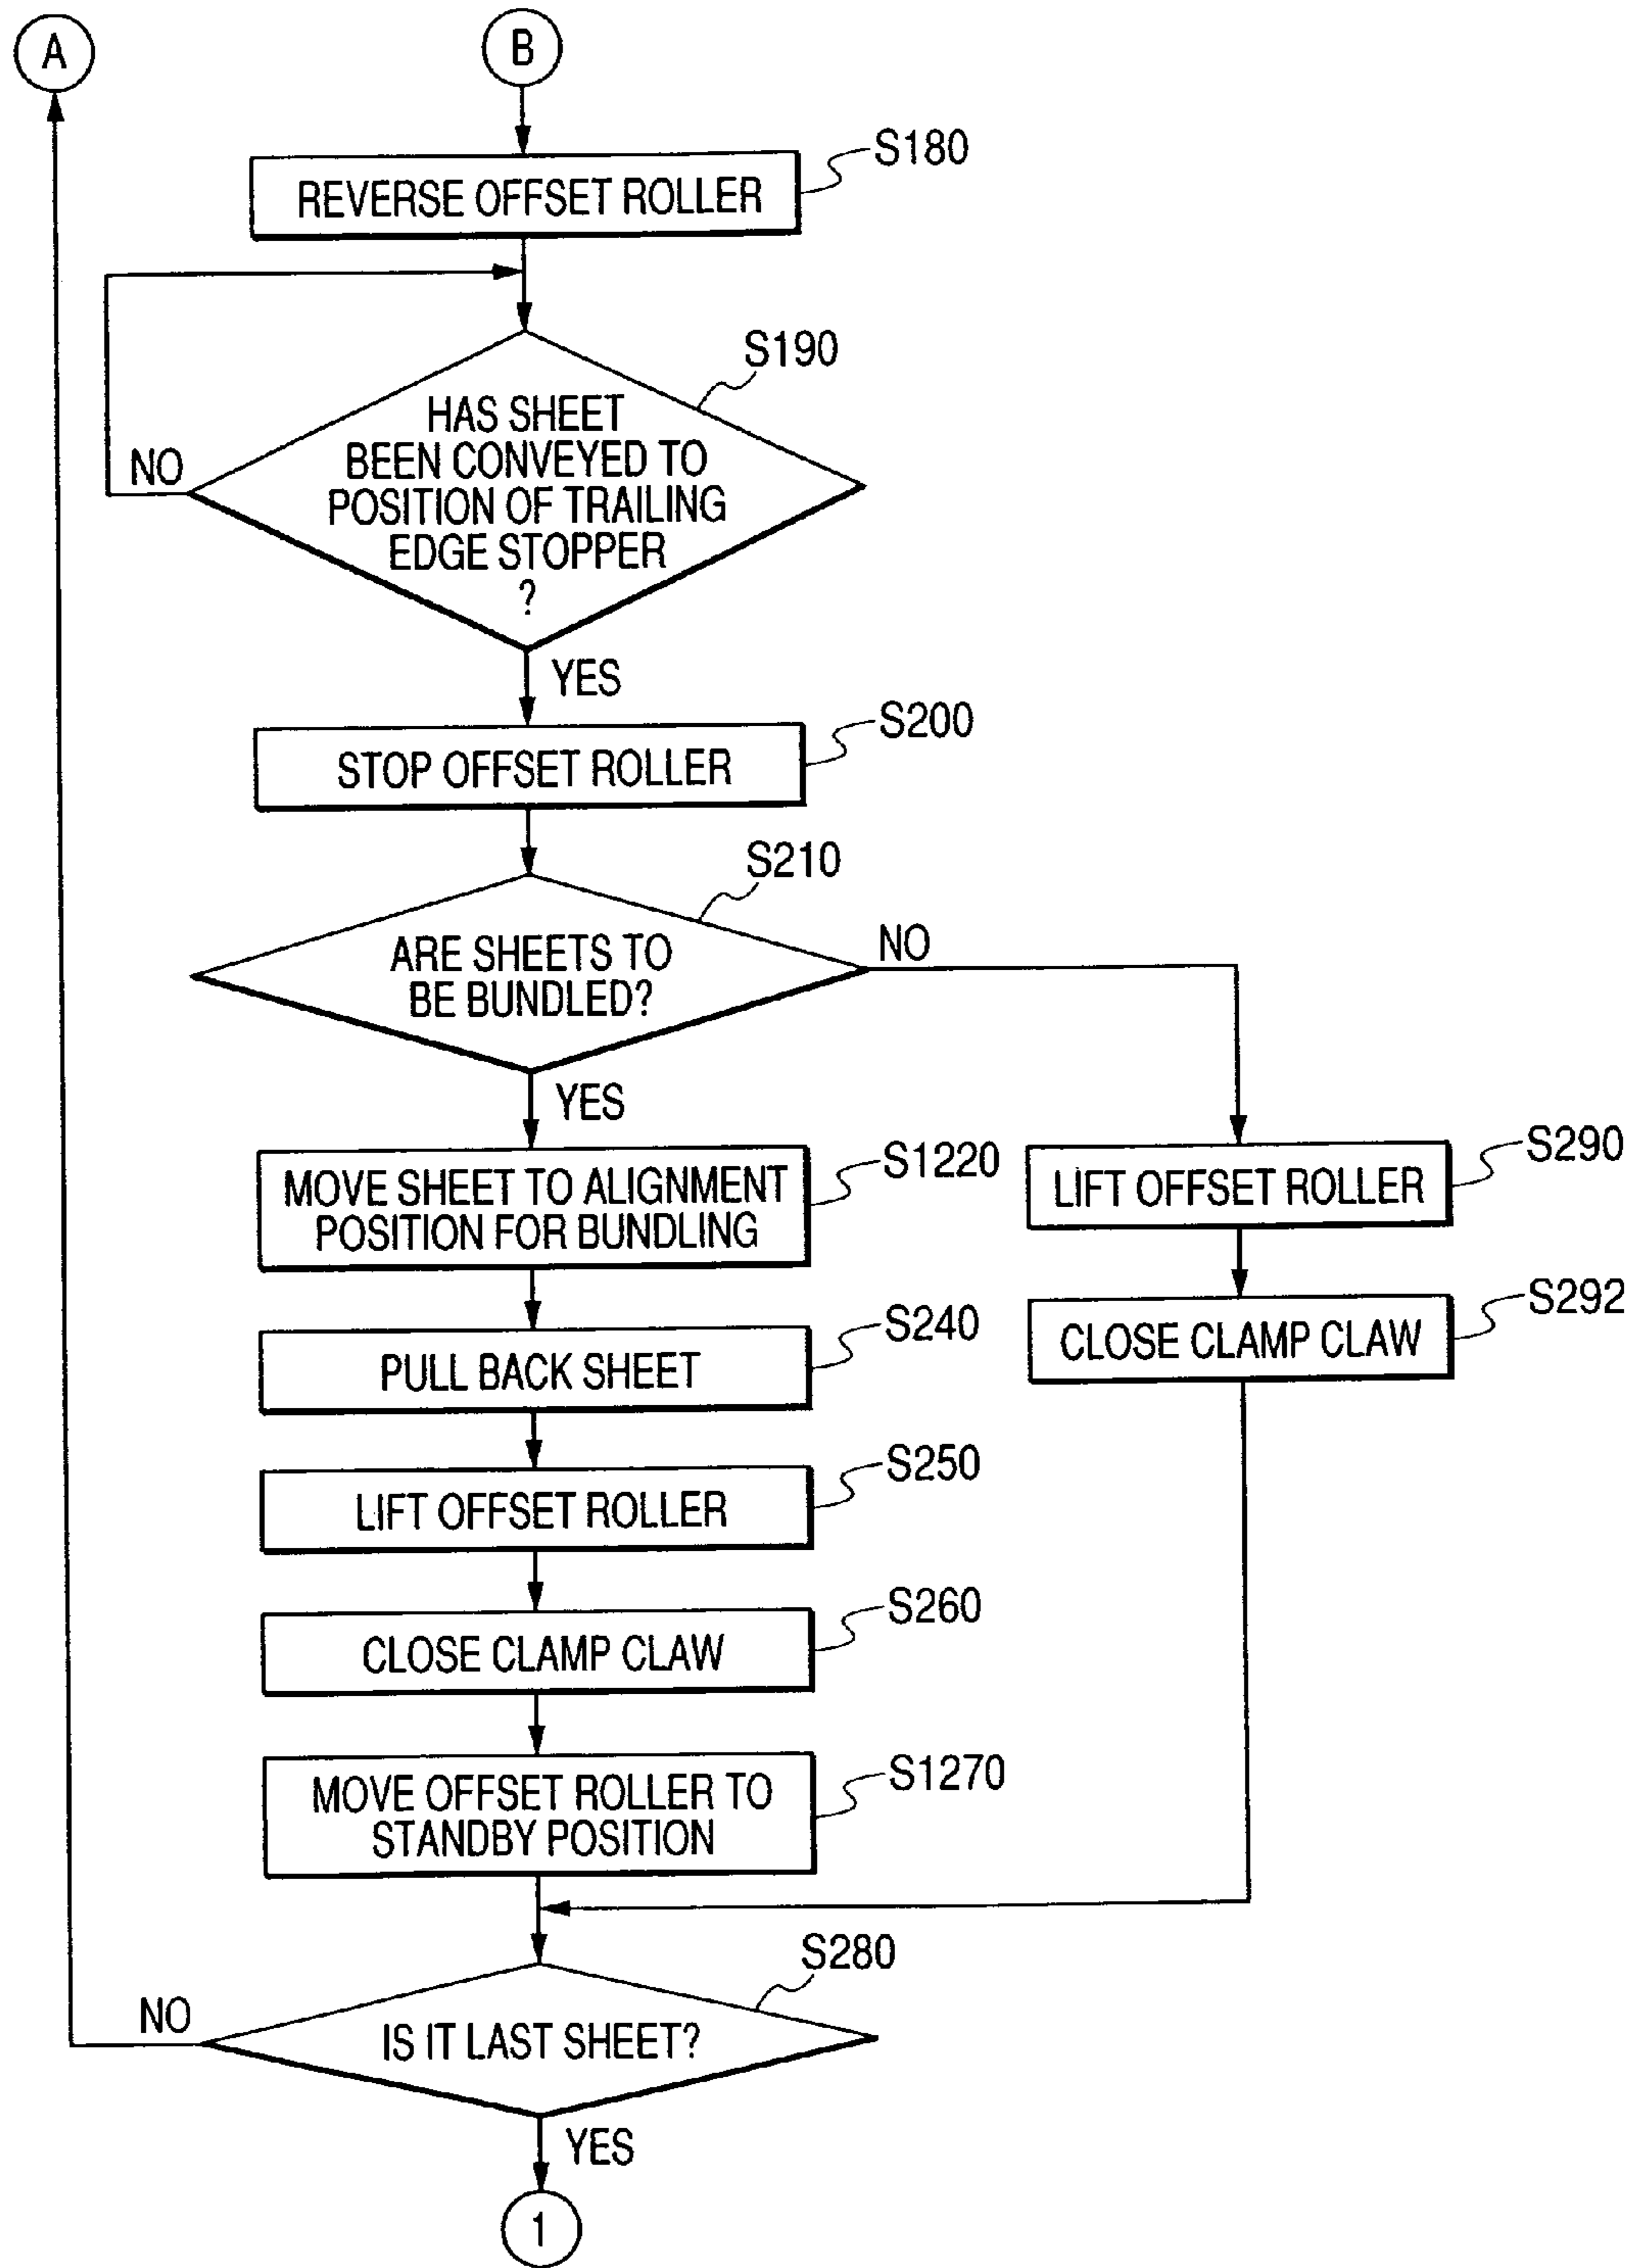 A
B
S180
REVERSE OFFSET ROLLER
S190
HAS SHEET
BEEN CONVEYED TO
POSITION OF TRAILING
EDGE STOPPER
?
NO
YES
S200
STOP OFFSET ROLLER
S210
ARE SHEETS TO
BE BUNDLED?
NO
YES
S1220
MOVE SHEET TO ALIGNMENT
POSITION FOR BUNDLING
S290
LIFT OFFSET ROLLER
S240
PULL BACK SHEET
S292
CLOSE CLAMP CLAW
S250
LIFT OFFSET ROLLER
S260
CLOSE CLAMP CLAW
S1270
MOVE OFFSET ROLLER TO
STANDBY POSITION
S280
IS IT LAST SHEET?
NO
YES
1